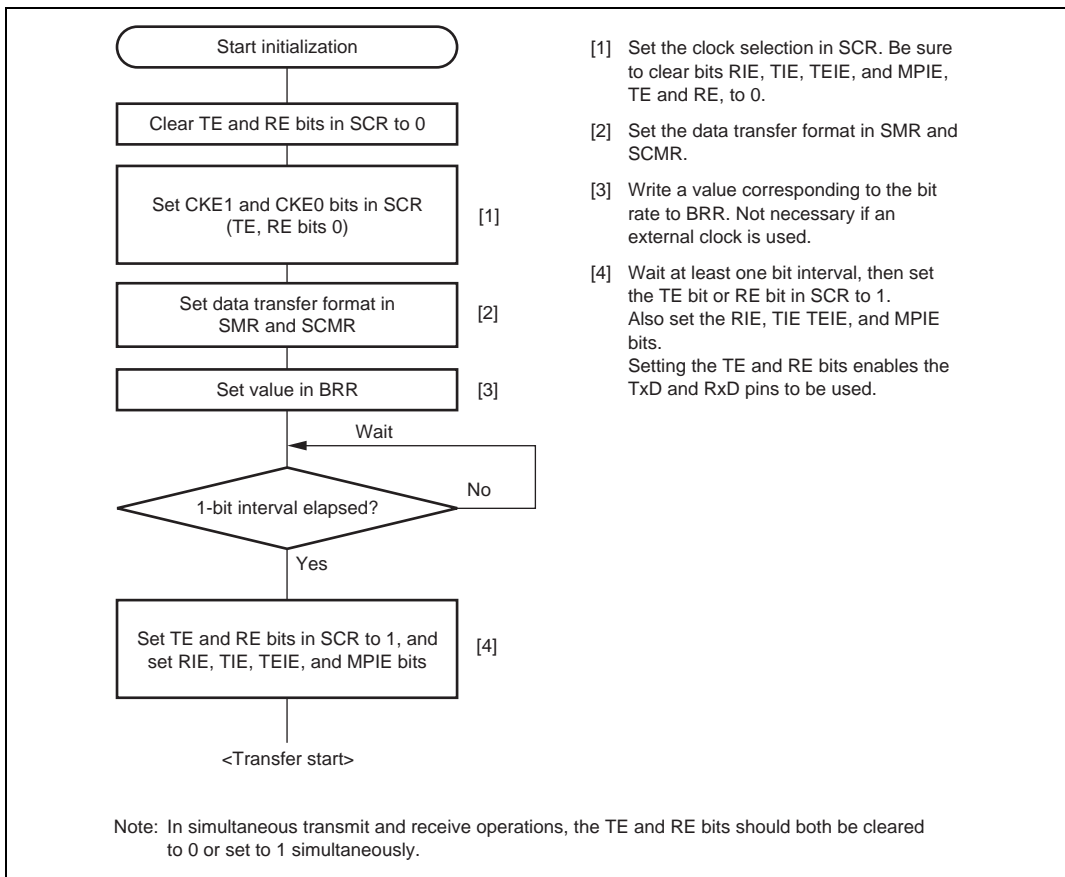 Start initialization
Clear TE and RE bits in SCR to 0
Set CKE1 and CKE0 bits in SCR
(TE, RE bits 0)
[1]
Set data transfer format in
SMR and SCMR
[2]
Set value in BRR
[3]
Wait
1-bit interval elapsed?
No
Yes
Set TE and RE bits in SCR to 1, and
set RIE, TIE, TEIE, and MPIE bits
[4]
<Transfer start>
[1] Set the clock selection in SCR. Be sure
to clear bits RIE, TIE, TEIE, and MPIE,
TE and RE, to 0.
[2] Set the data transfer format in SMR and
SCMR.
[3] Write a value corresponding to the bit
rate to BRR. Not necessary if an
external clock is used.
[4] Wait at least one bit interval, then set
the TE bit or RE bit in SCR to 1.
Also set the RIE, TIE TEIE, and MPIE
bits.
Setting the TE and RE bits enables the
TxD and RxD pins to be used.
Note: In simultaneous transmit and receive operations, the TE and RE bits should both be cleared
to 0 or set to 1 simultaneously.